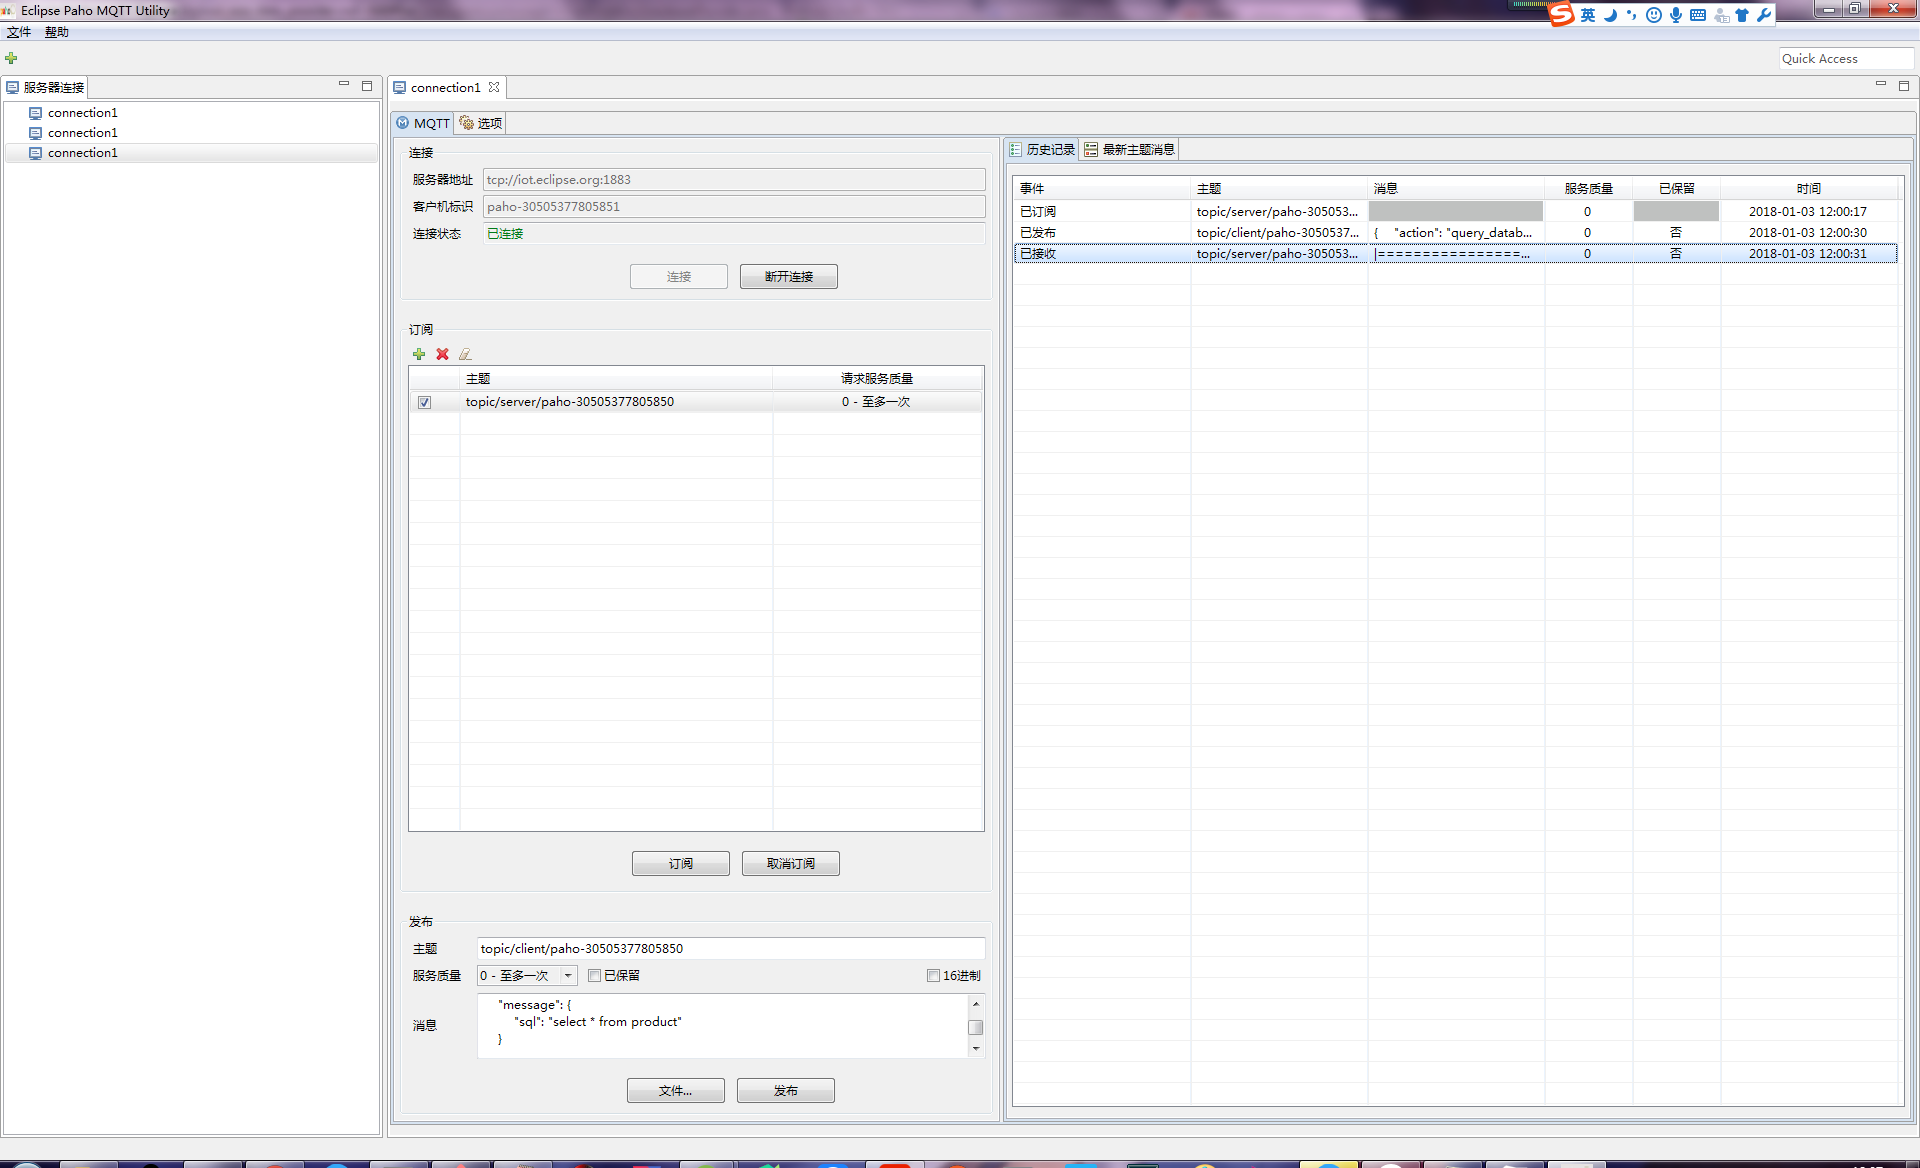 Eclipse Paho MQTT Utility
英
文件 帮助
Quick Access
服务器连接
connection1
connection1
connection1
connection1
MQTT 选项
连接
服务器地址 tcp://iot.eclipse.org:1883
客户机标识 paho-30505377805851
连接状态 已连接
连接 断开连接
订阅
主题 请求服务质量
topic/server/paho-30505377805850 0 - 至多一次
订阅 取消订阅
发布
主题 topic/client/paho-30505377805850
服务质量 0 - 至多一次 已保留 16进制
消息
"message": {
"sql": "select * from product"
}
文件... 发布
历史记录 最新主题消息
事件 主题 消息 服务质量 已保留 时间
已订阅 topic/server/paho-305053... 0 2018-01-03 12:00:17
已发布 topic/client/paho-3050537... { "action": "query_datab... 0 否 2018-01-03 12:00:30
已接收 topic/server/paho-305053... |================... 0 否 2018-01-03 12:00:31